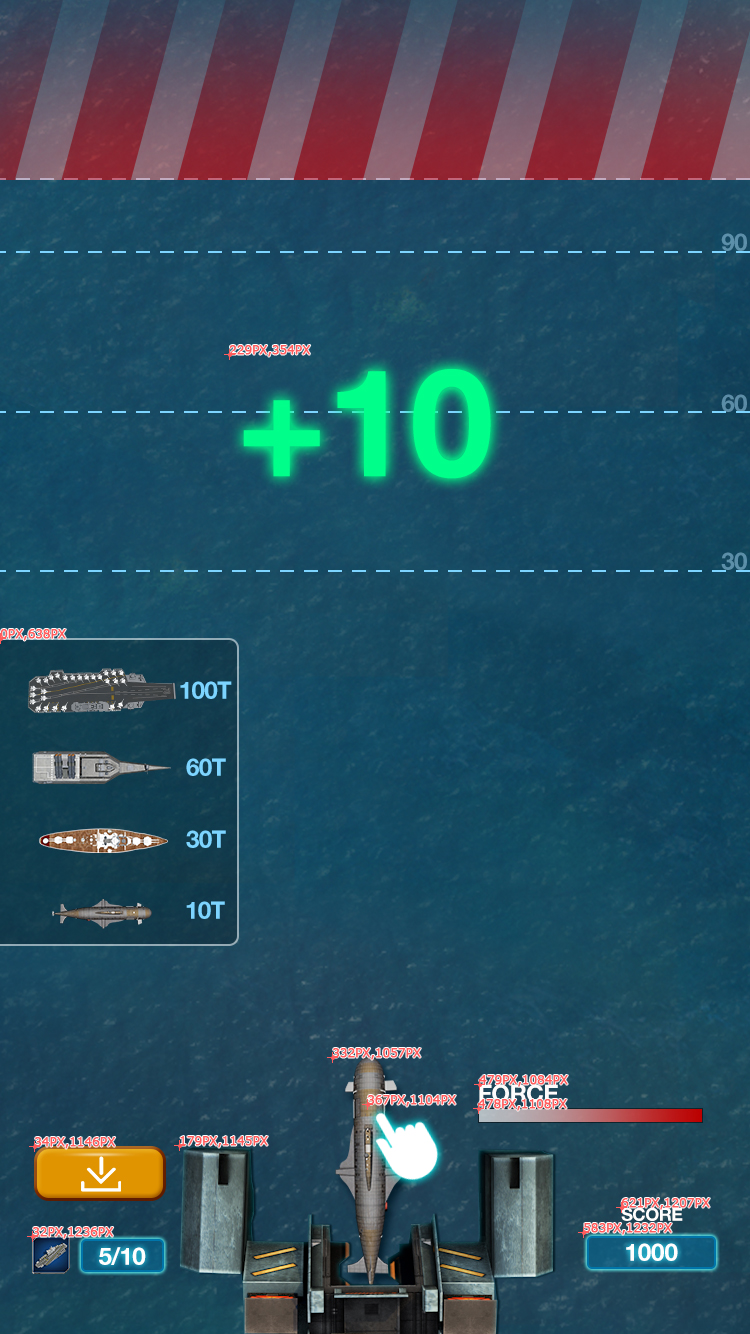 90
229PX,354PX
60
+10
30
0PX,638PX
100T
60T
30T
10T
332PX,1057PX
479PX,1084PX
FORCE
367PX,1104PX
478PX,1108PX
34PX,1146PX
179PX,1145PX
621PX,1207PX
SCORE
32PX,1236PX
583PX,1232PX
5/10
1000